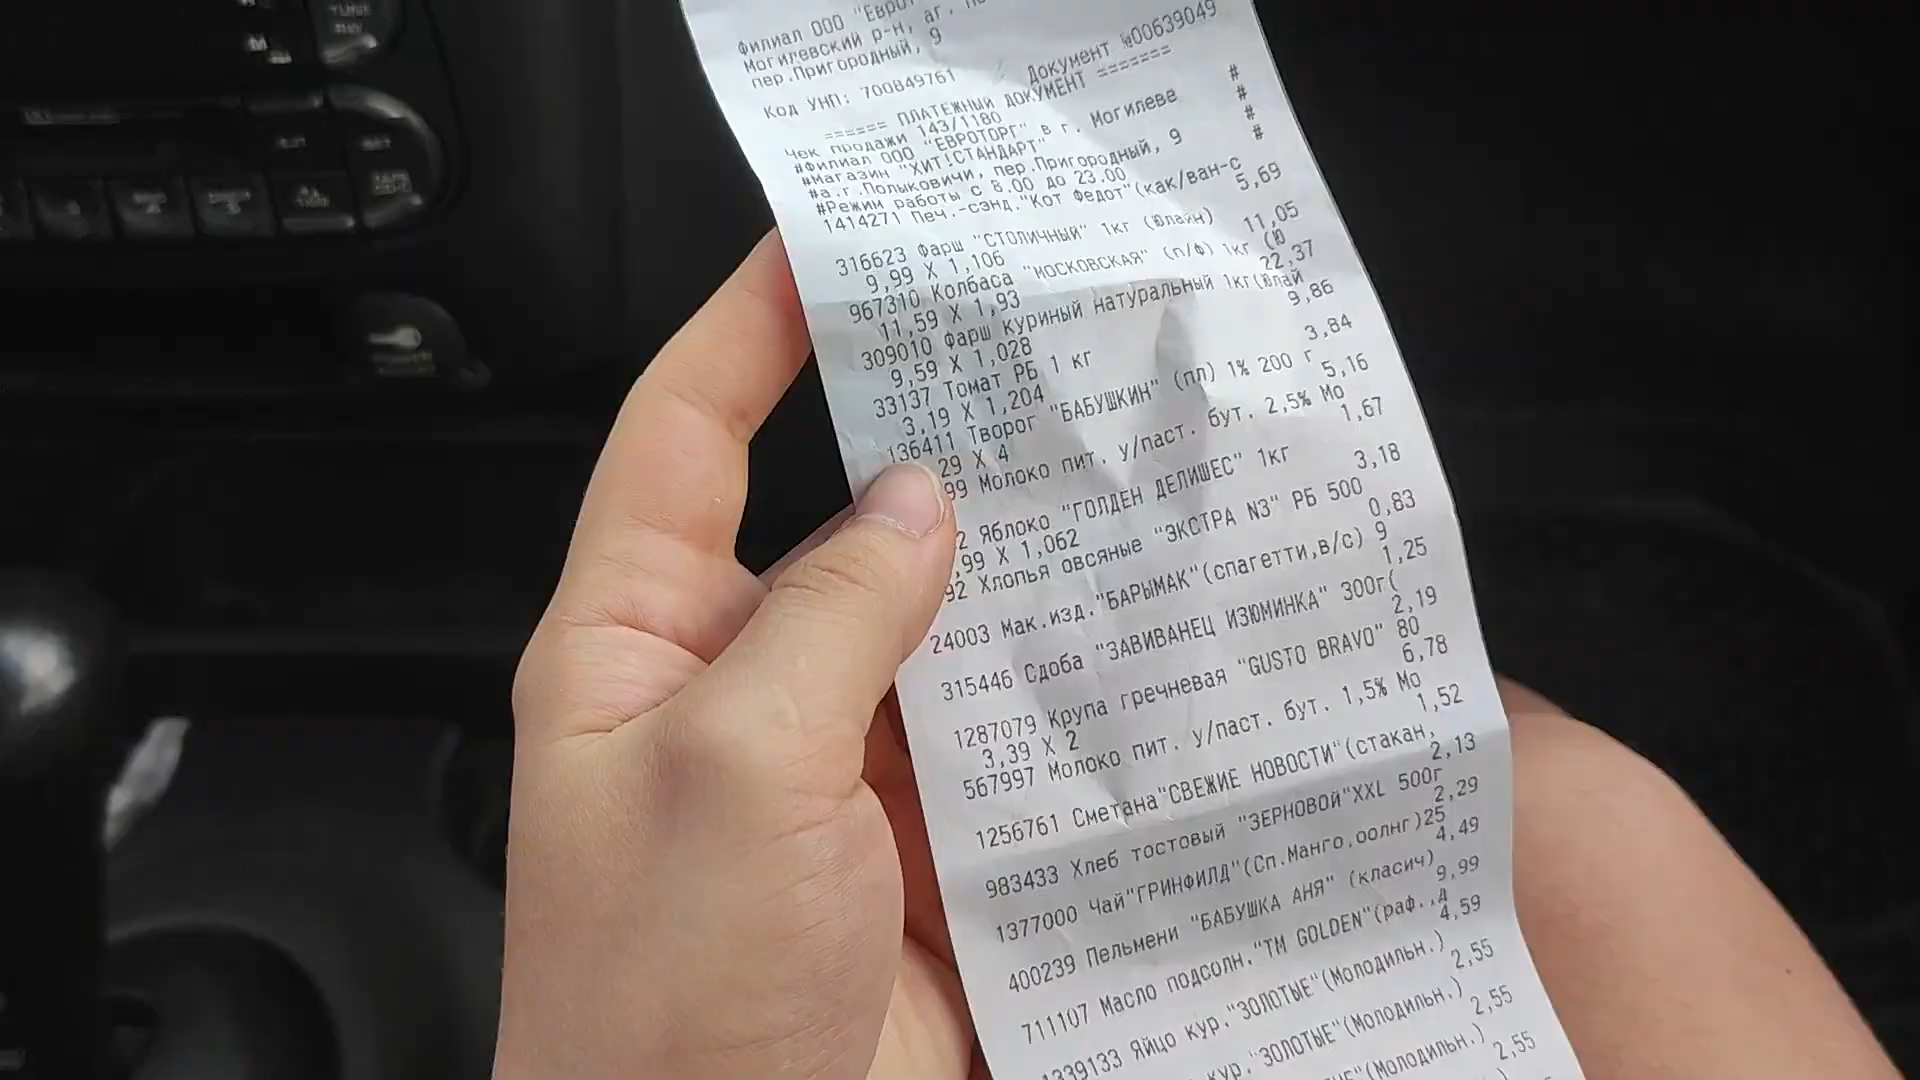 Филиал ООО "ЕВРОТ
Могилевский р-н, аг.
пер.Пригородный, 9
Код УНП: 700849761
Документ №00639049
====== ПЛАТЕЖНЫЙ ДОКУМЕНТ =======
Чек продажи 143/1180
#Филиал ООО "ЕВРОТОРГ" в г. Могилеве #
#Магазин "ХИТ!СТАНДАРТ" #
#а.г.Полыковичи, пер.Пригородный, 9 #
#Режим работы с 8.00 до 23.00 #
1414271 Печ.-сэнд."Кот Федот"(как/ван-с
5,69
316623 Фарш "СТОЛИЧНЫЙ" 1кг (Юлайн)
9,99 X 1,106 11,05
967310 Колбаса "МОСКОВСКАЯ" (п/ф) 1кг (Ю
11,59 X 1,93 22,37
309010 Фарш куриный натуральный 1кг(Юлай
9,59 X 1,028 9,86
33137 Томат РБ 1 кг
3,19 X 1,204 3,84
136411 Творог "БАБУШКИН" (пл) 1% 200 г
29 X 4 5,16
99 Молоко пит. у/паст. бут. 2,5% Мо
1,67
2 Яблоко "ГОЛДЕН ДЕЛИШЕС" 1кг
,99 X 1,062 3,18
92 Хлопья овсяные "ЭКСТРА N3" РБ 500
0,83
24003 Мак.изд."БАРЫМАК"(спагетти,в/с) 9
1,25
315446 Сдоба "ЗАВИВАНЕЦ ИЗЮМИНКА" 300г(
2,19
1287079 Крупа гречневая "GUSTO BRAVO" 80
3,39 X 2 6,78
567997 Молоко пит. у/паст. бут. 1,5% Мо
1,52
1256761 Сметана"СВЕЖИЕ НОВОСТИ"(стакан,
2,13
983433 Хлеб тостовый "ЗЕРНОВОЙ"XXL 500г
2,29
1377000 Чай"ГРИНФИЛД"(Сп.Манго,оолнг)25
4,49
400239 Пельмени "БАБУШКА АНЯ" (класич)
9,99
711107 Масло подсолн."ТМ GOLDEN"(раф.,д
4,59
1339133 Яйцо кур."ЗОЛОТЫЕ"(Молодильн.)
2,55
кур."ЗОЛОТЫЕ"(Молодильн.)
2,55
(Молодильн.)
2,55